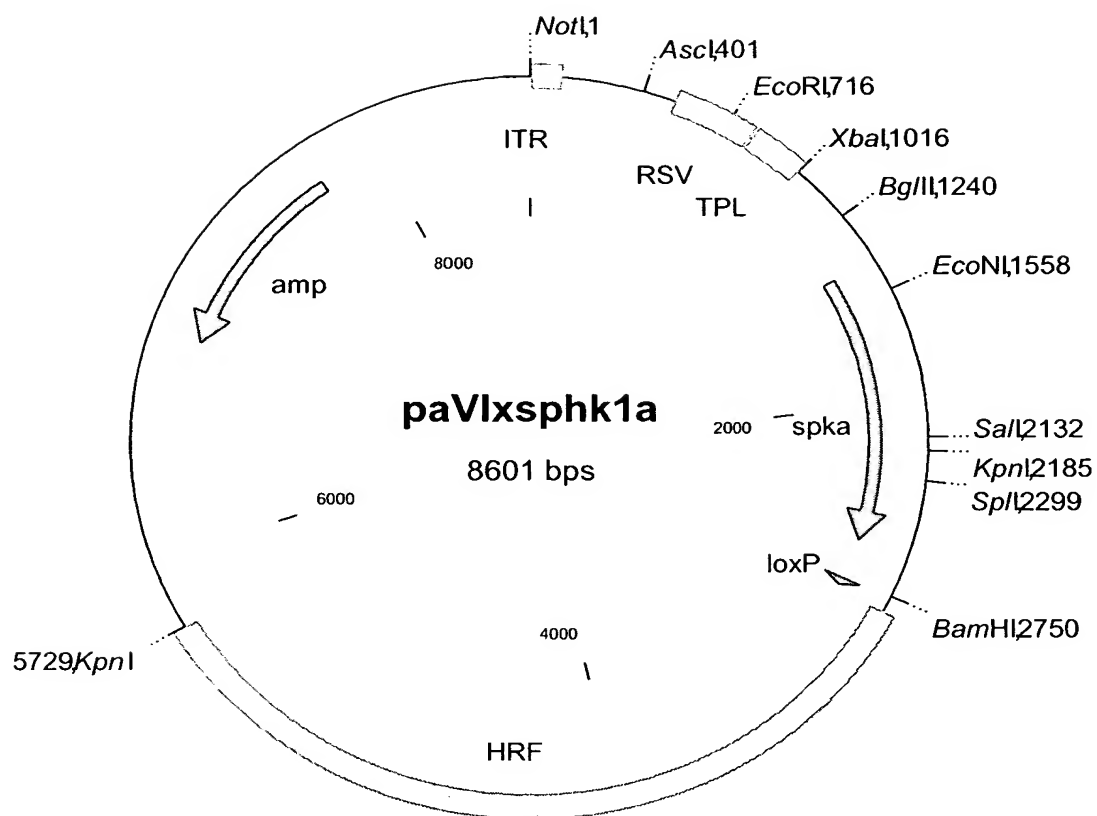 NotI,1
AscI,401
EcoRI,716
XbaI,1016
BglII,1240
EcoNI,1558
ITR
RSV
TPL
8000
amp
paVlxsphk1a
8601 bps
2000
spka
SalI,2132
KpnI,2185
SplI,2299
6000
loxP
BamHI,2750
4000
5729,KpnI
HRF